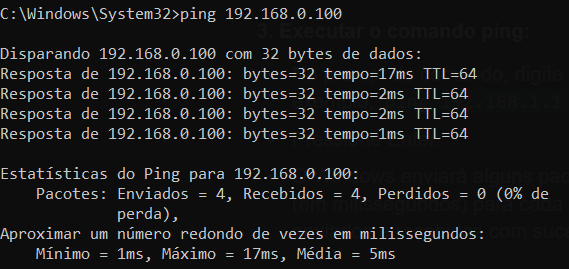 C:\Windows\System32>ping 192.168.0.100
3. Executar o comando ping:
Disparando 192.168.0.100 com 32 bytes de dados:
Resposta de 192.168.0.100: bytes=32 tempo=17ms TTL=64
Resposta de 192.168.0.100: bytes=32 tempo=2ms TTL=64
Resposta de 192.168.0.100: bytes=32 tempo=2ms TTL=64
Resposta de 192.168.0.100: bytes=32 tempo=1ms TTL=64
Estatísticas do Ping para 192.168.0.100:
Pacotes: Enviados = 4, Recebidos = 4, Perdidos = 0 (0% de
perda),
Aproximar um número redondo de vezes em milissegundos:
Mínimo = 1ms, Máximo = 17ms, Média = 5ms